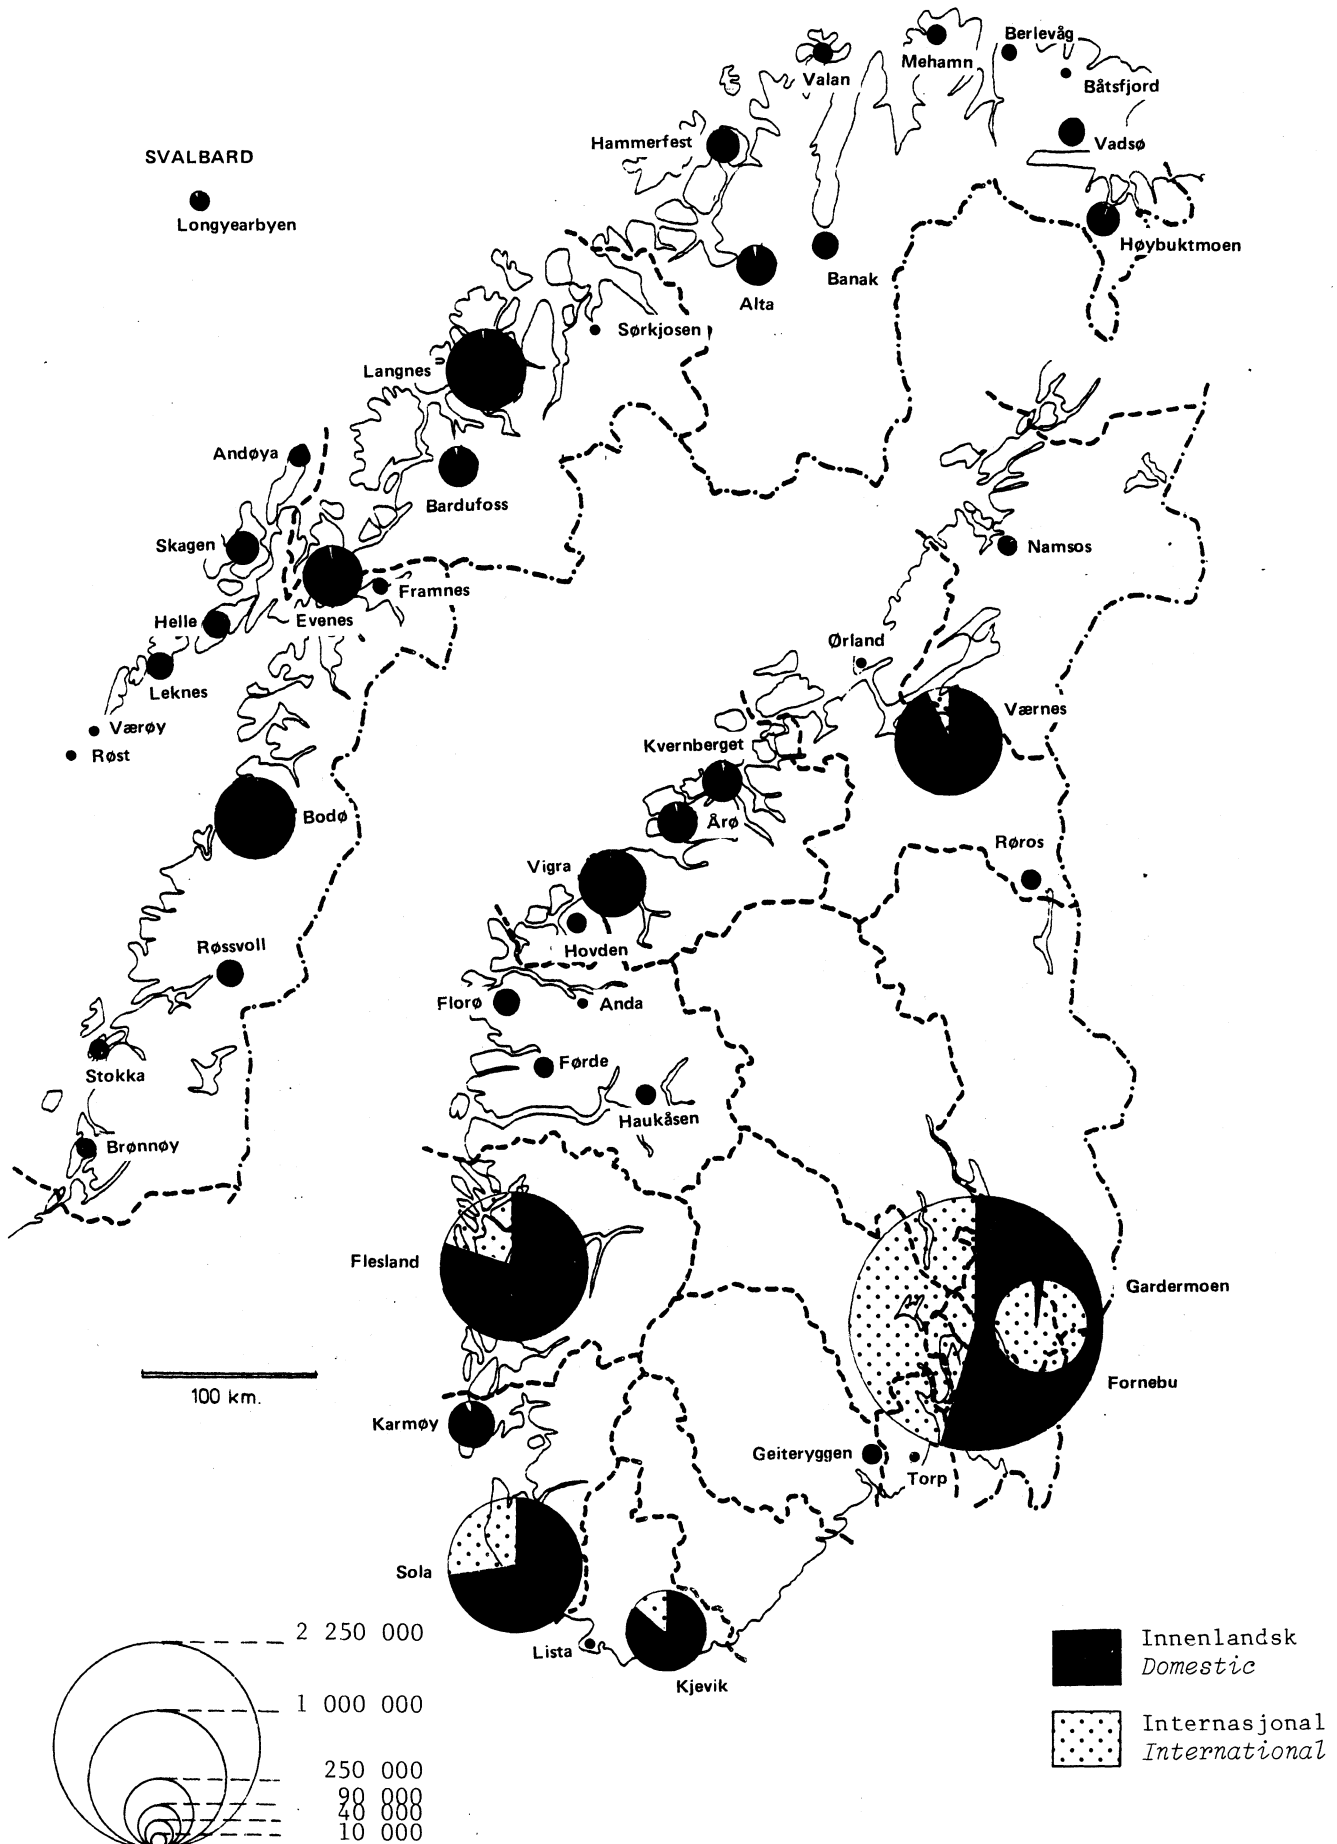 Berlevåg
Mehamn
Valan
Båtsfjord
Hammerfest
Vadsø
SVALBARD
Longyearbyen
Høybuktmoen
Banak
Alta
Sørkjosen
Langnes
Andøya
Bardufoss
Skagen
Namsos
Framnes
Helle
Evenes
Ørland
Leknes
Værnes
Værøy
Kvernberget
Røst
Bodø
Årø
Røros
Vigra
Røssvoll
Hovden
Florø
Anda
Førde
Stokka
Haukåsen
Brønnøy
Flesland
Gardermoen
Fornebu
100 km.
Karmøy
Geiteryggen
Torp
Sola
Lista
Kjevik
2 250 000
1 000 000
250 000
90 000
40 000
10 000
Innenlandsk
Domestic
Internasjonal
International